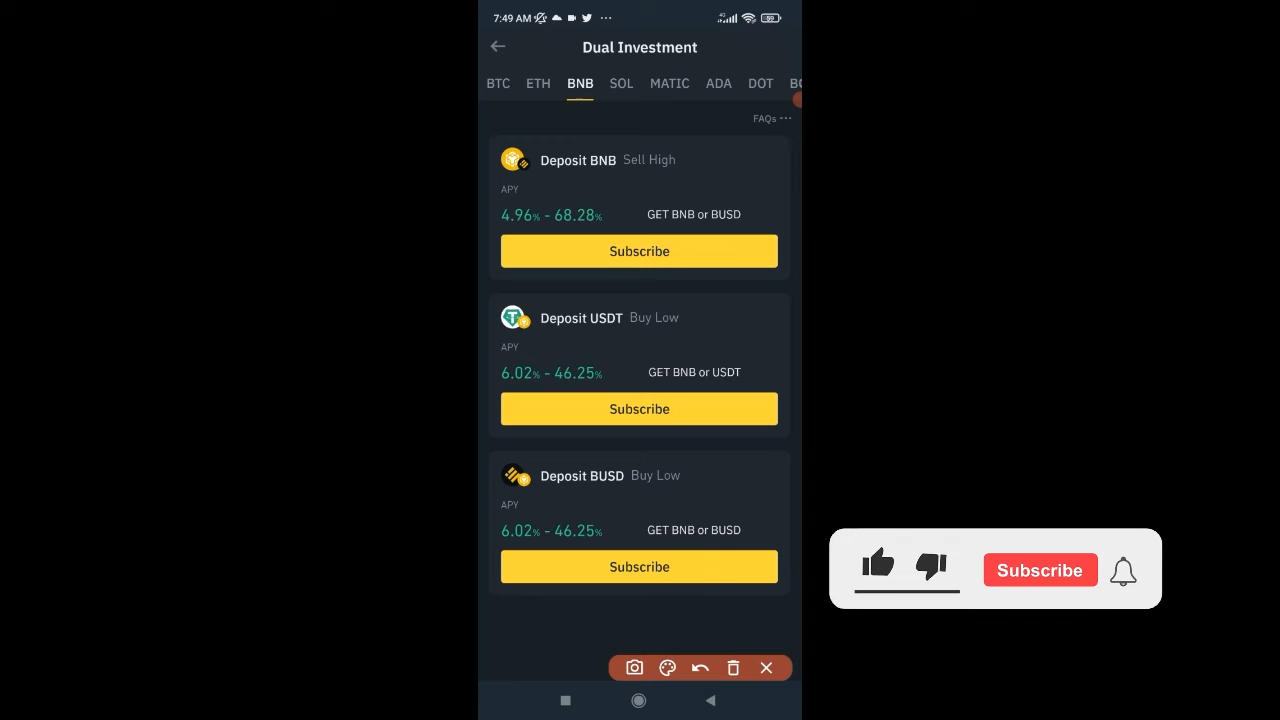 7:49 AM
4G
59
Dual Investment
BTC ETH BNB SOL MATIC ADA DOT
FAQs
Deposit BNB Sell High
APY
4.96% - 68.28% GET BNB or BUSD
Subscribe
Deposit USDT Buy Low
APY
6.02% - 46.25% GET BNB or USDT
Subscribe
Deposit BUSD Buy Low
APY
6.02% - 46.25% GET BNB or BUSD
Subscribe
Subscribe